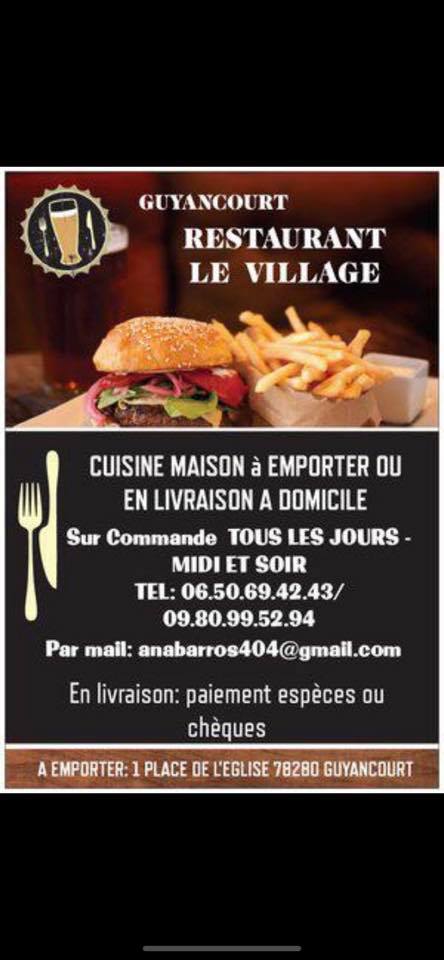 GUYANCOURT
RESTAURANT
LE VILLAGE
CUISINE MAISON à EMPORTER OU
EN LIVRAISON A DOMICILE
Sur Commande TOUS LES JOURS -
MIDI ET SOIR
TEL: 06.50.69.42.43/
09.80.99.52.94
Par mail: anabarros404@gmail.com
En livraison: paiement espèces ou
chèques
A EMPORTER: 1 PLACE DE L'EGLISE 78280 GUYANCOURT